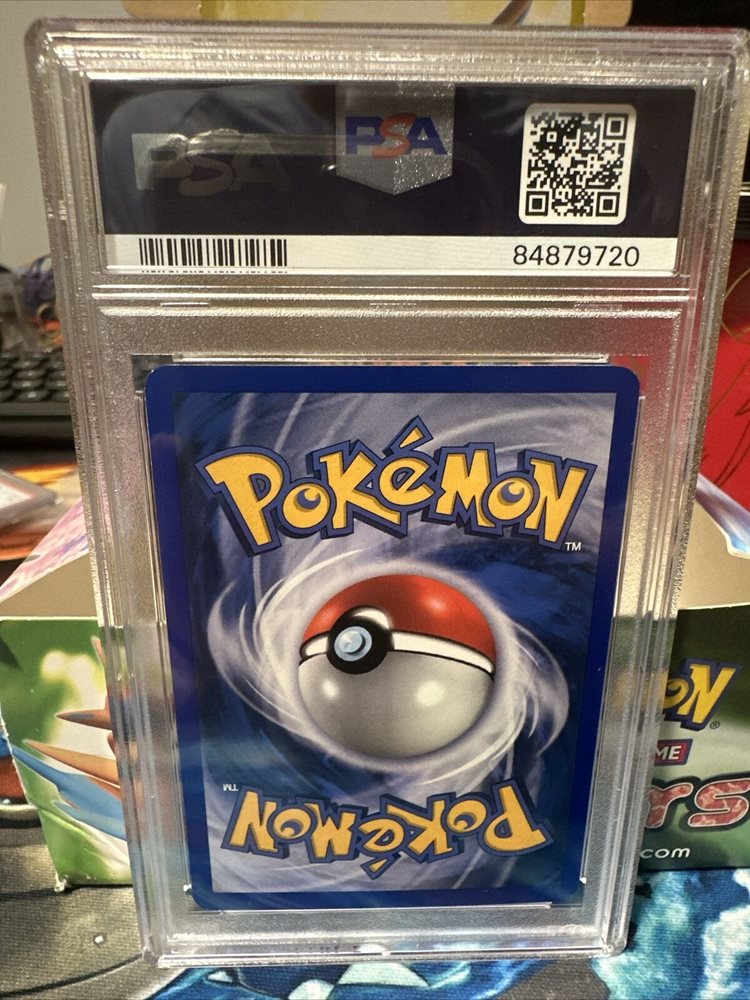 PSA
PSA
84879720
POKéMON
TM
POKéMON
TM
ON
®
ME
rs
.com